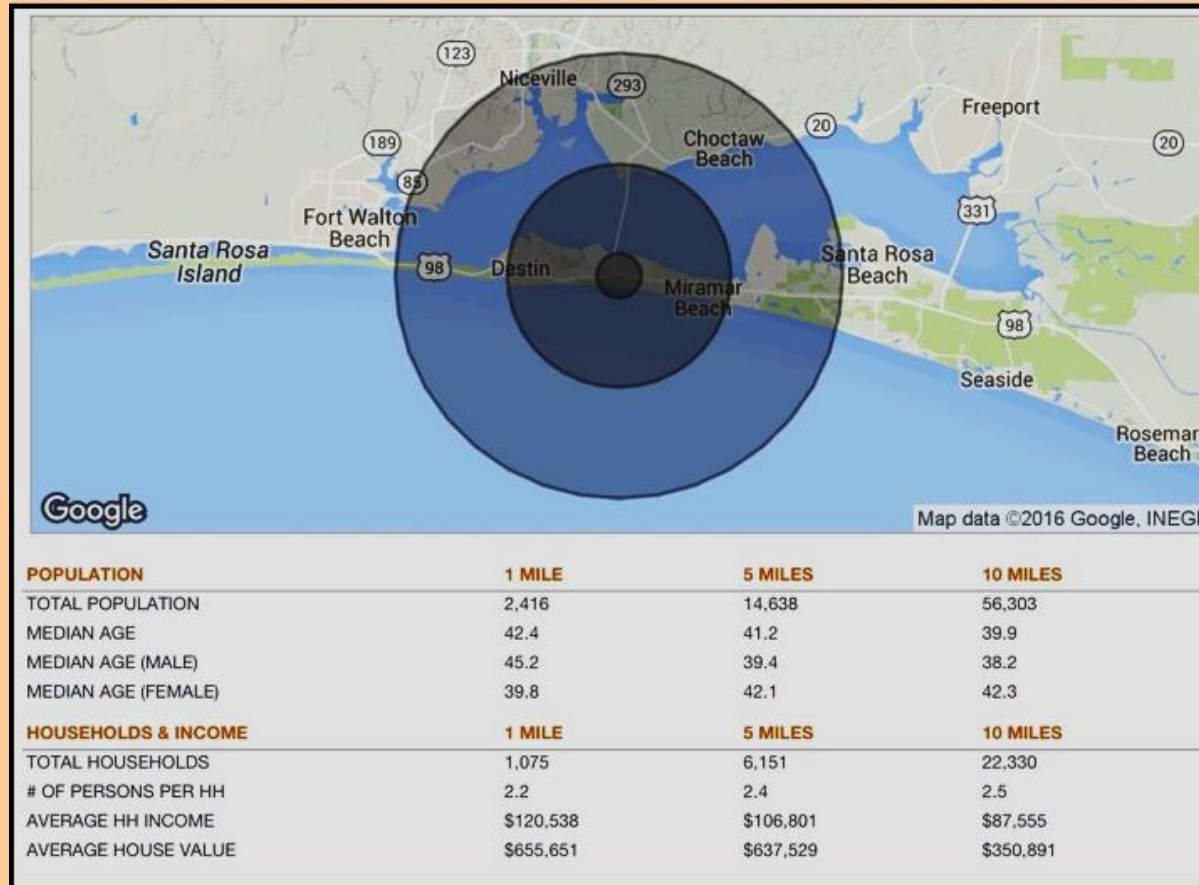 123
Niceville
293
Freeport
Choctaw
Beach
20
20
189
85
Fort Walton
Beach
331
Santa Rosa
Island
98
Destin
Santa Rosa
Beach
Miramar
Beach
98
Seaside
Rosemar
Beach
Google
Map data ©2016 Google, INEGI
POPULATION 1 MILE 5 MILES 10 MILES
TOTAL POPULATION 2,416 14,638 56,303
MEDIAN AGE 42.4 41.2 39.9
MEDIAN AGE (MALE) 45.2 39.4 38.2
MEDIAN AGE (FEMALE) 39.8 42.1 42.3
HOUSEHOLDS & INCOME 1 MILE 5 MILES 10 MILES
TOTAL HOUSEHOLDS 1,075 6,151 22,330
# OF PERSONS PER HH 2.2 2.4 2.5
AVERAGE HH INCOME $120,538 $106,801 $87,555
AVERAGE HOUSE VALUE $655,651 $637,529 $350,891